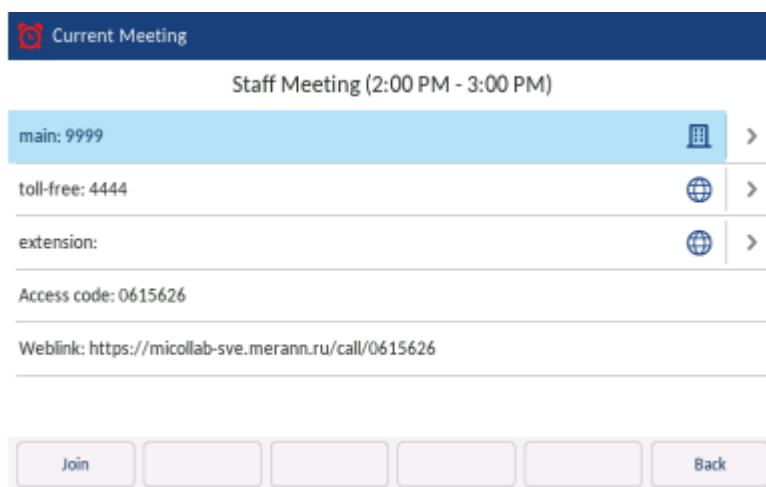 Current Meeting
Staff Meeting (2:00 PM - 3:00 PM)
main: 9999
toll-free: 4444
extension:
Access code: 0615626
Weblink: https://micollab-sve.merann.ru/call/0615626
Join Back